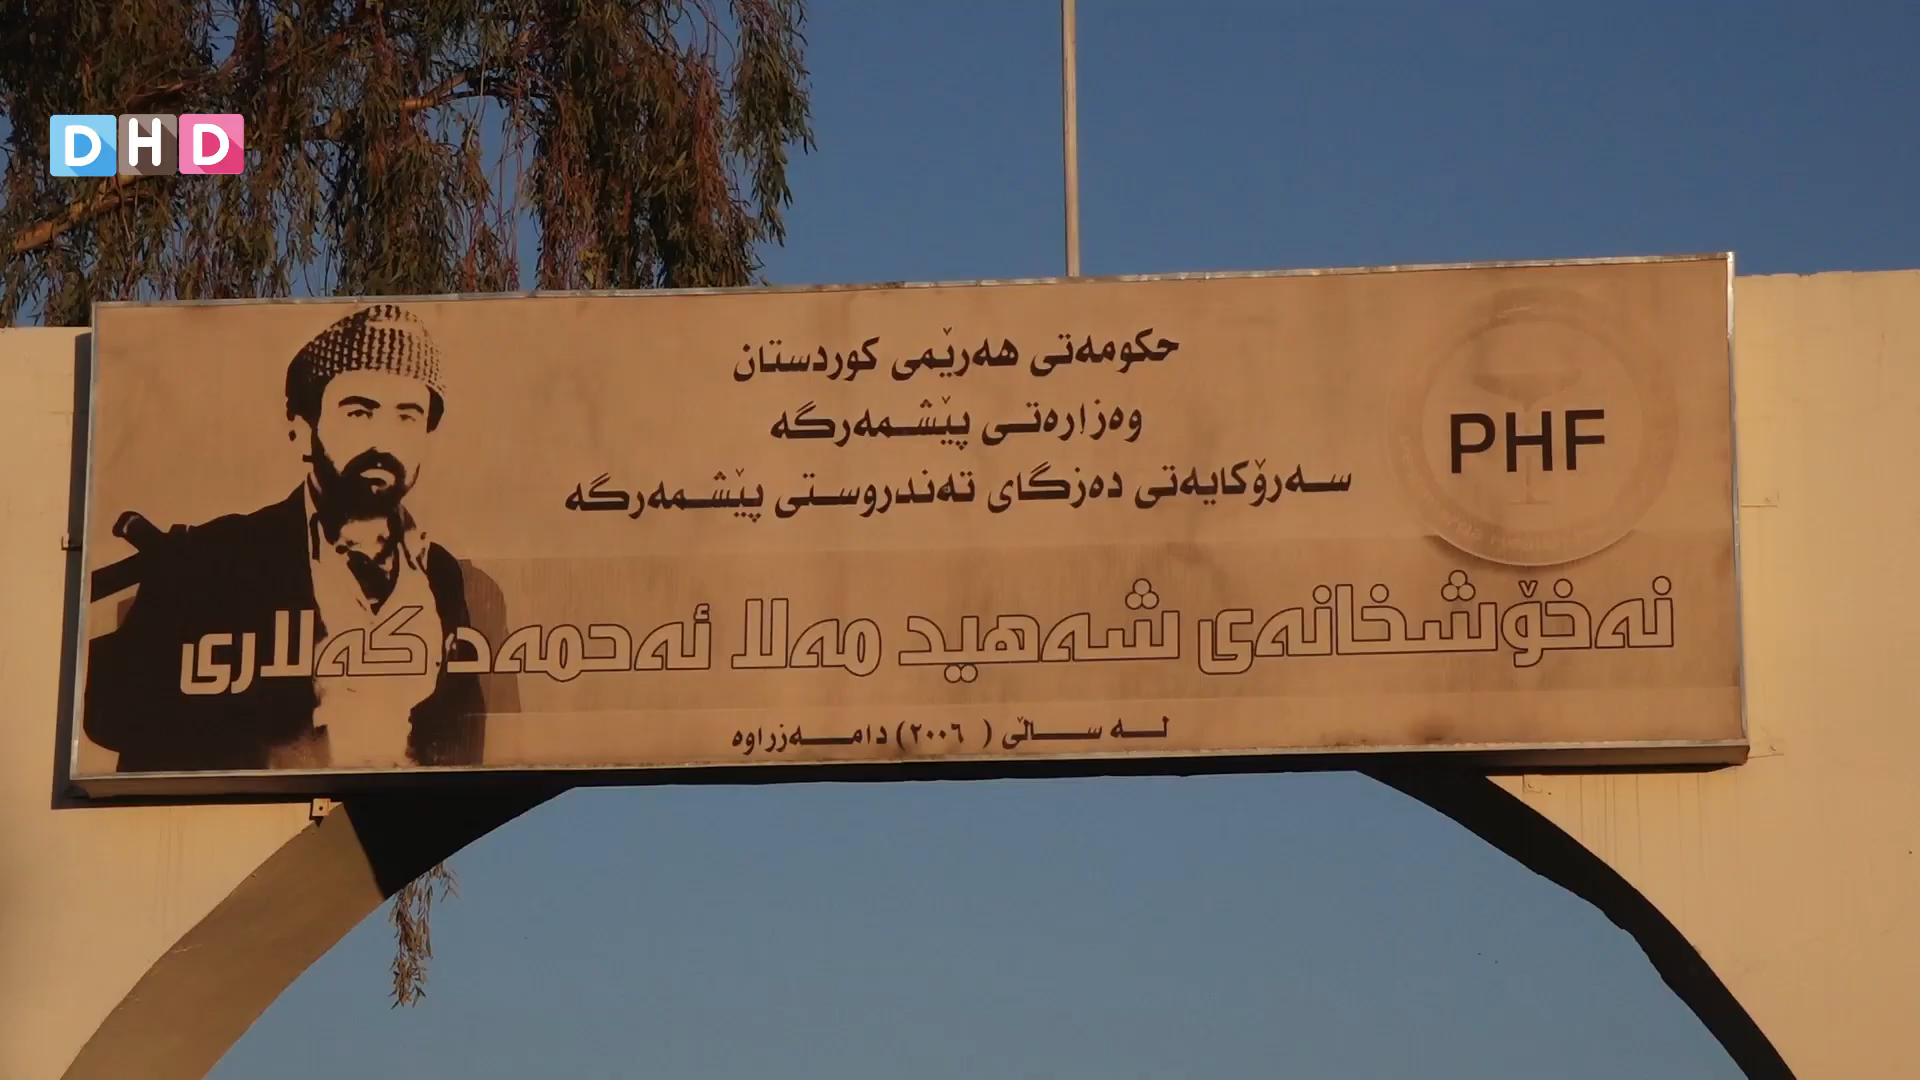 DHD
حکومەتی هەرێمی کوردستان
وەزارەتی پێشمەرگە
سەرۆکایەتی دەزگای تەندروستی پێشمەرگە
PHF
نەخۆشخانەی شەهید مەلا ئەحمەد کەلاری
لە ساڵی ( ٢٠٠٦) دامەزراوە